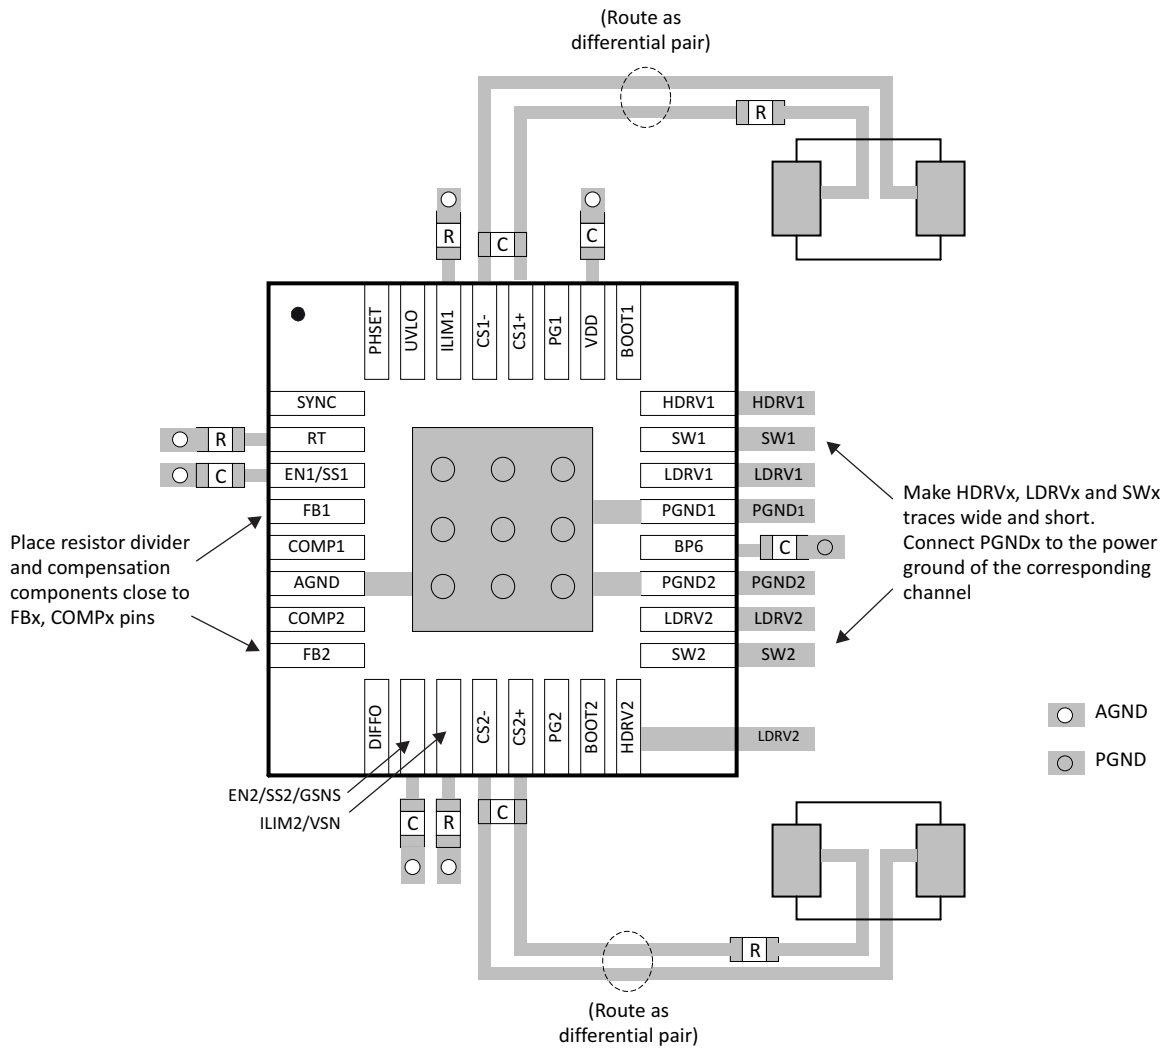 (Route as
differential pair)
R
R
C
C
PHSET
UVLO
ILIM1
CS1-
CS1+
PG1
VDD
BOOT1
SYNC
HDRV1
HDRV1
R
RT
SW1
SW1
C
EN1/SS1
LDRV1
LDRV1
FB1
PGND1
PGND1
COMP1
BP6
C
AGND
PGND2
PGND2
COMP2
LDRV2
LDRV2
FB2
SW2
SW2
Place resistor divider
and compensation
components close to
FBx, COMPx pins
Make HDRVx, LDRVx and SWx
traces wide and short.
Connect PGNDx to the power
ground of the corresponding
channel
DIFFO
CS2-
CS2+
PG2
BOOT2
HDRV2
LDRV2
AGND
PGND
EN2/SS2/GSNS
ILIM2/VSN
C
R
C
R
(Route as
differential pair)